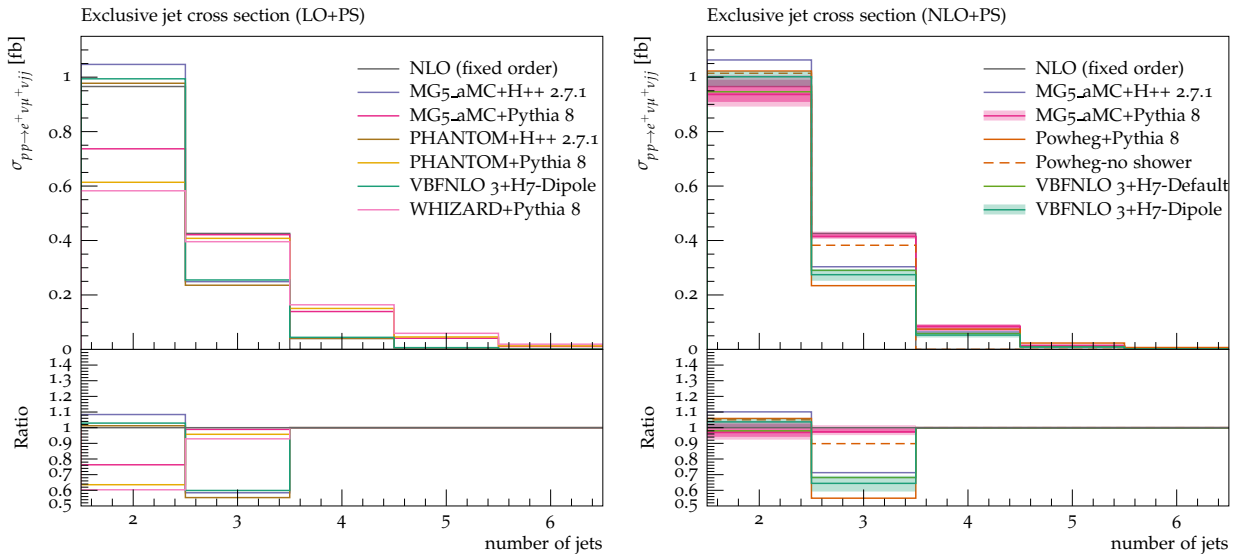 Exclusive jet cross section (LO+PS)
σpp→e⁺νμ⁺νjj [fb]
NLO (fixed order)
MG5_aMC+H++ 2.7.1
MG5_aMC+Pythia 8
PHANTOM+H++ 2.7.1
PHANTOM+Pythia 8
VBFNLO 3+H7-Dipole
WHIZARD+Pythia 8
1
0.8
0.6
0.4
0.2
0
Ratio
1.4
1.3
1.2
1.1
1
0.9
0.8
0.7
0.6
0.5
2 3 4 5 6
number of jets
Exclusive jet cross section (NLO+PS)
σpp→e⁺νμ⁺νjj [fb]
NLO (fixed order)
MG5_aMC+H++ 2.7.1
MG5_aMC+Pythia 8
Powheg+Pythia 8
Powheg-no shower
VBFNLO 3+H7-Default
VBFNLO 3+H7-Dipole
1
0.8
0.6
0.4
0.2
0
Ratio
1.4
1.3
1.2
1.1
1
0.9
0.8
0.7
0.6
0.5
2 3 4 5 6
number of jets